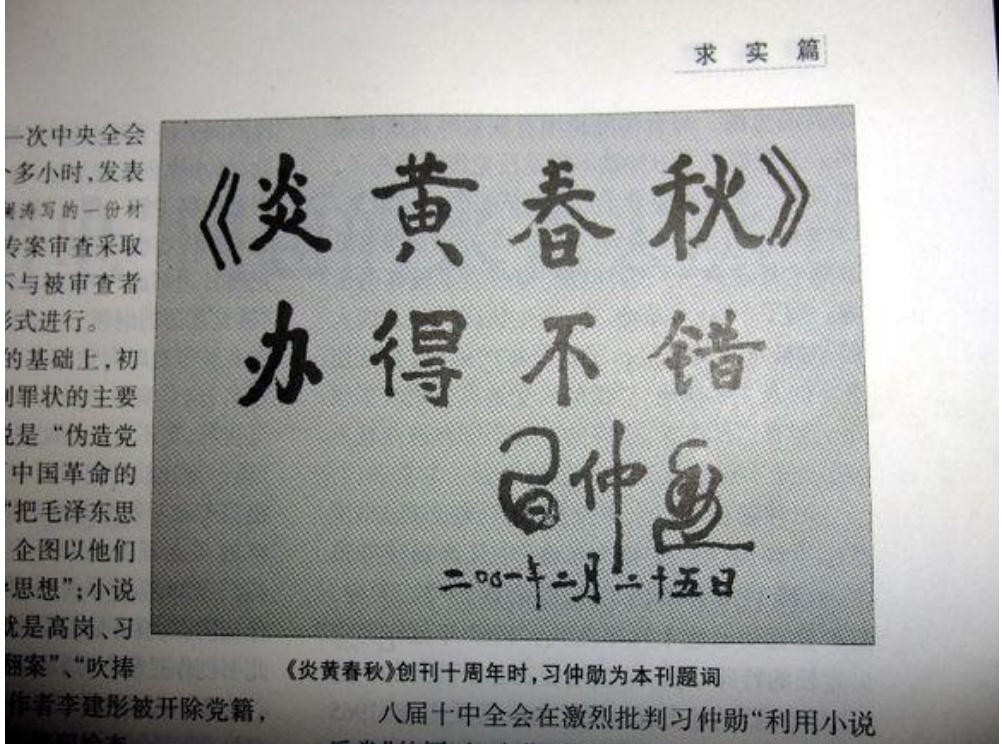 求实篇
一次中央全会
个多小时，发表
澜涛写的一份材
专案审查采取
不与被审查者
形式进行。
的基础上，初
罪状的主要
说是“伪造党
中国革命的
“把毛泽东思
企图以他们
思想”；小说
就是高岗、习
翻案”、“吹捧
作者李建彤被开除党籍，
《炎黄春秋》
办得不错
习仲勋
二〇〇一年二月二十五日
《炎黄春秋》创刊十周年时，习仲勋为本刊题词
八届十中全会在激烈批判习仲勋“利用小说